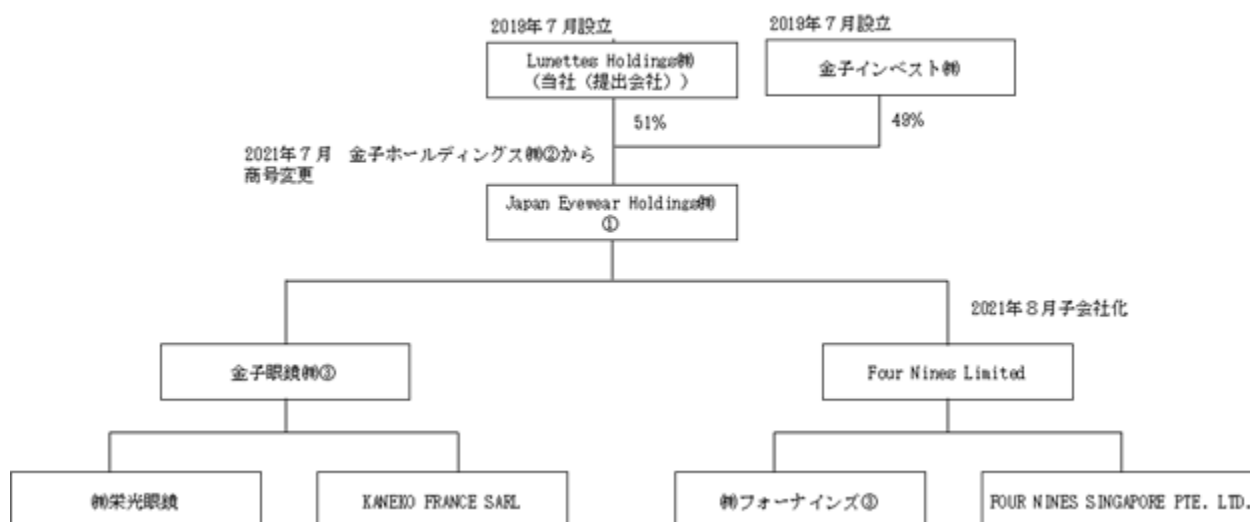 2019年7月設立
2019年7月設立
Lunettes Holdings㈱
(当社(提出会社))
金子インベスト㈱
51%
49%
2021年7月 金子ホールディングス㈱②から
商号変更
Japan Eyewear Holdings㈱
①
2021年8月子会社化
金子眼鏡㈱③
Four Nines Limited
㈱栄光眼鏡
KANEKO FRANCE SARL
㈱フォーナインズ③
FOUR NINES SINGAPORE PTE. LTD.